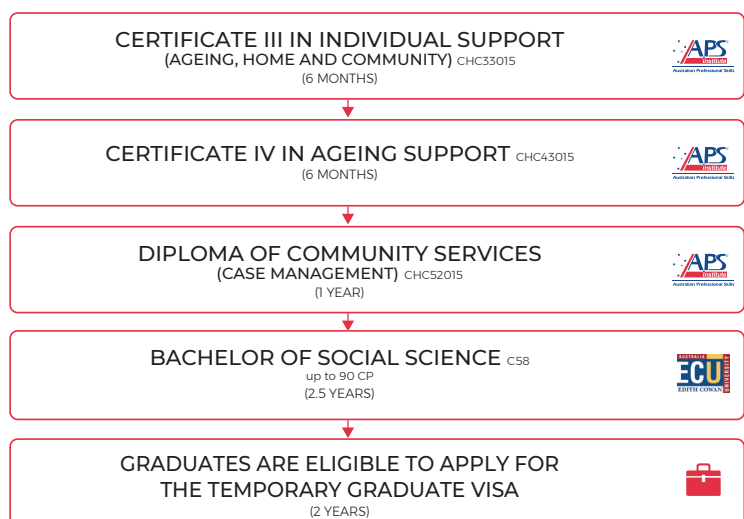 CERTIFICATE III IN INDIVIDUAL SUPPORT
(AGEING, HOME AND COMMUNITY) CHC33015
(6 MONTHS)
APS
Institute
Australian Professional Skills
CERTIFICATE IV IN AGEING SUPPORT CHC43015
(6 MONTHS)
APS
Institute
Australian Professional Skills
DIPLOMA OF COMMUNITY SERVICES
(CASE MANAGEMENT) CHC52015
(1 YEAR)
APS
Institute
Australian Professional Skills
BACHELOR OF SOCIAL SCIENCE C58
up to 90 CP
(2.5 YEARS)
AUSTRALIA
ECU
EDITH COWAN
UNIVERSITY
GRADUATES ARE ELIGIBLE TO APPLY FOR
THE TEMPORARY GRADUATE VISA
(2 YEARS)